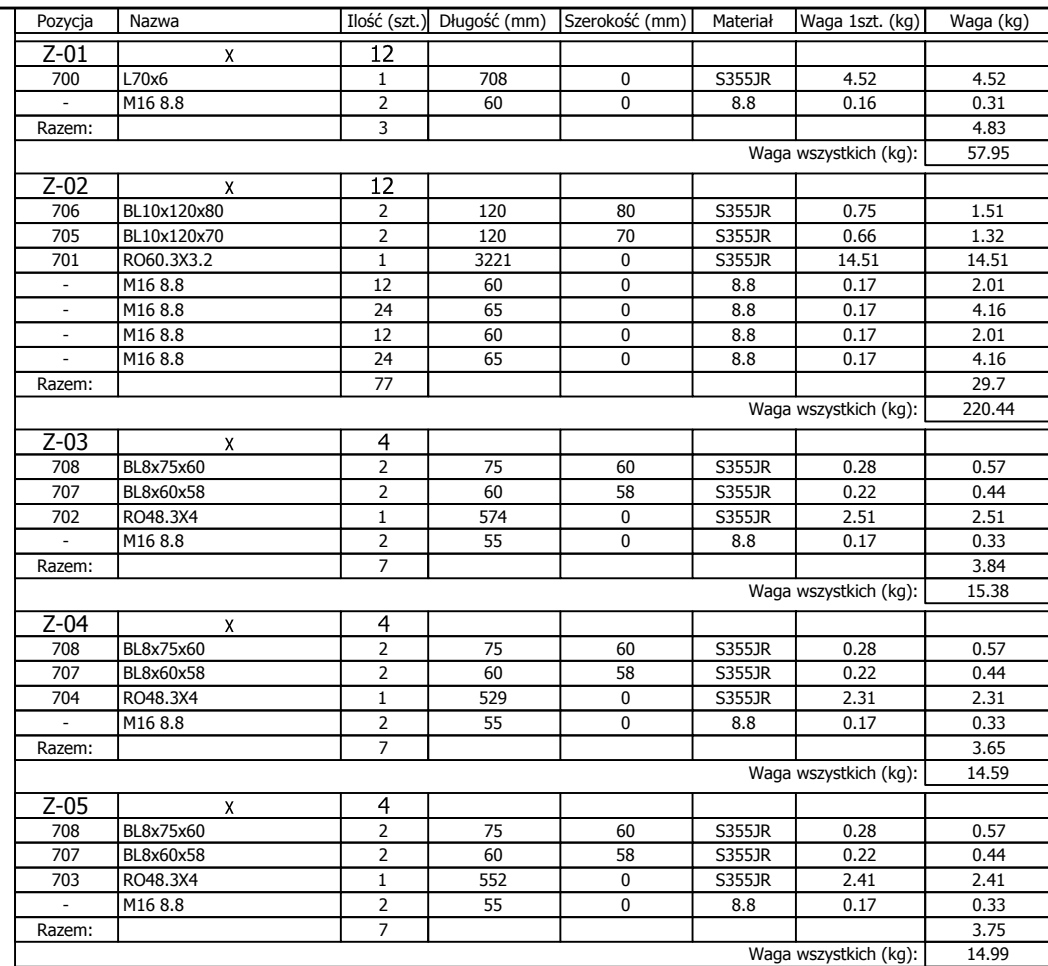 Pozycja Nazwa Ilość (szt.) Długość (mm) Szerokość (mm) Materiał Waga 1szt. (kg) Waga (kg)
Z-01 x 12
700 L70x6 1 708 0 S355JR 4.52 4.52
- M16 8.8 2 60 0 8.8 0.16 0.31
Razem: 3 4.83
Waga wszystkich (kg): 57.95
Z-02 x 12
706 BL10x120x80 2 120 80 S355JR 0.75 1.51
705 BL10x120x70 2 120 70 S355JR 0.66 1.32
701 RO60.3X3.2 1 3221 0 S355JR 14.51 14.51
- M16 8.8 12 60 0 8.8 0.17 2.01
- M16 8.8 24 65 0 8.8 0.17 4.16
- M16 8.8 12 60 0 8.8 0.17 2.01
- M16 8.8 24 65 0 8.8 0.17 4.16
Razem: 77 29.7
Waga wszystkich (kg): 220.44
Z-03 x 4
708 BL8x75x60 2 75 60 S355JR 0.28 0.57
707 BL8x60x58 2 60 58 S355JR 0.22 0.44
702 RO48.3X4 1 574 0 S355JR 2.51 2.51
- M16 8.8 2 55 0 8.8 0.17 0.33
Razem: 7 3.84
Waga wszystkich (kg): 15.38
Z-04 x 4
708 BL8x75x60 2 75 60 S355JR 0.28 0.57
707 BL8x60x58 2 60 58 S355JR 0.22 0.44
704 RO48.3X4 1 529 0 S355JR 2.31 2.31
- M16 8.8 2 55 0 8.8 0.17 0.33
Razem: 7 3.65
Waga wszystkich (kg): 14.59
Z-05 x 4
708 BL8x75x60 2 75 60 S355JR 0.28 0.57
707 BL8x60x58 2 60 58 S355JR 0.22 0.44
703 RO48.3X4 1 552 0 S355JR 2.41 2.41
- M16 8.8 2 55 0 8.8 0.17 0.33
Razem: 7 3.75
Waga wszystkich (kg): 14.99